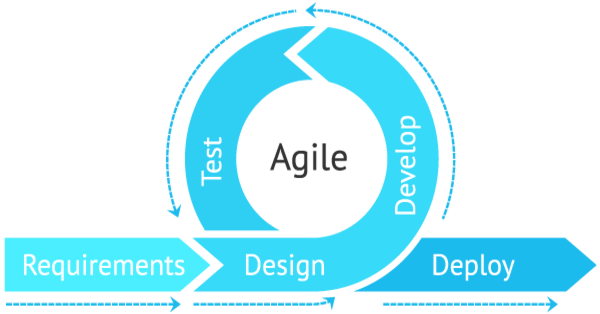 Agile
Test
Develop
Requirements
Design
Deploy